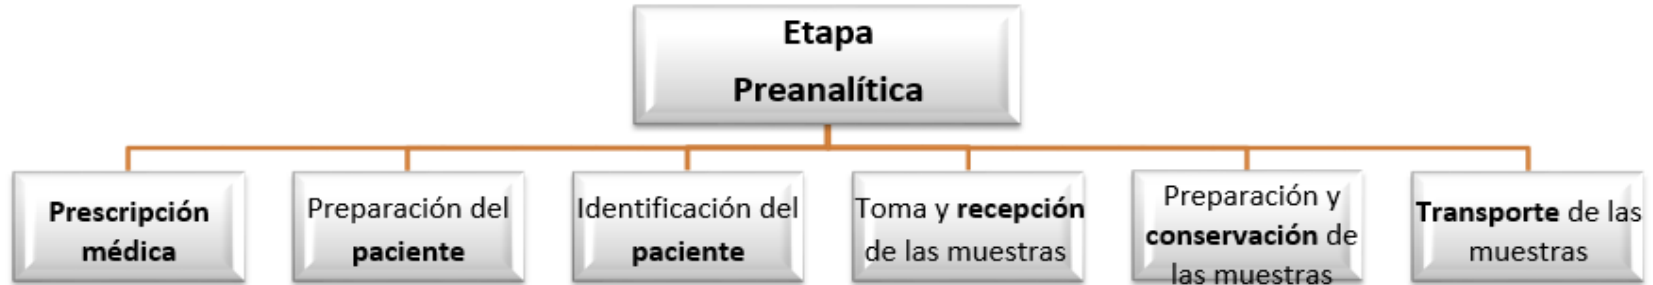 Etapa
Preanalítica
Prescripción
médica
Preparación del
paciente
Identificación del
paciente
Toma y recepción
de las muestras
Preparación y
conservación de
las muestras
Transporte de las
muestras